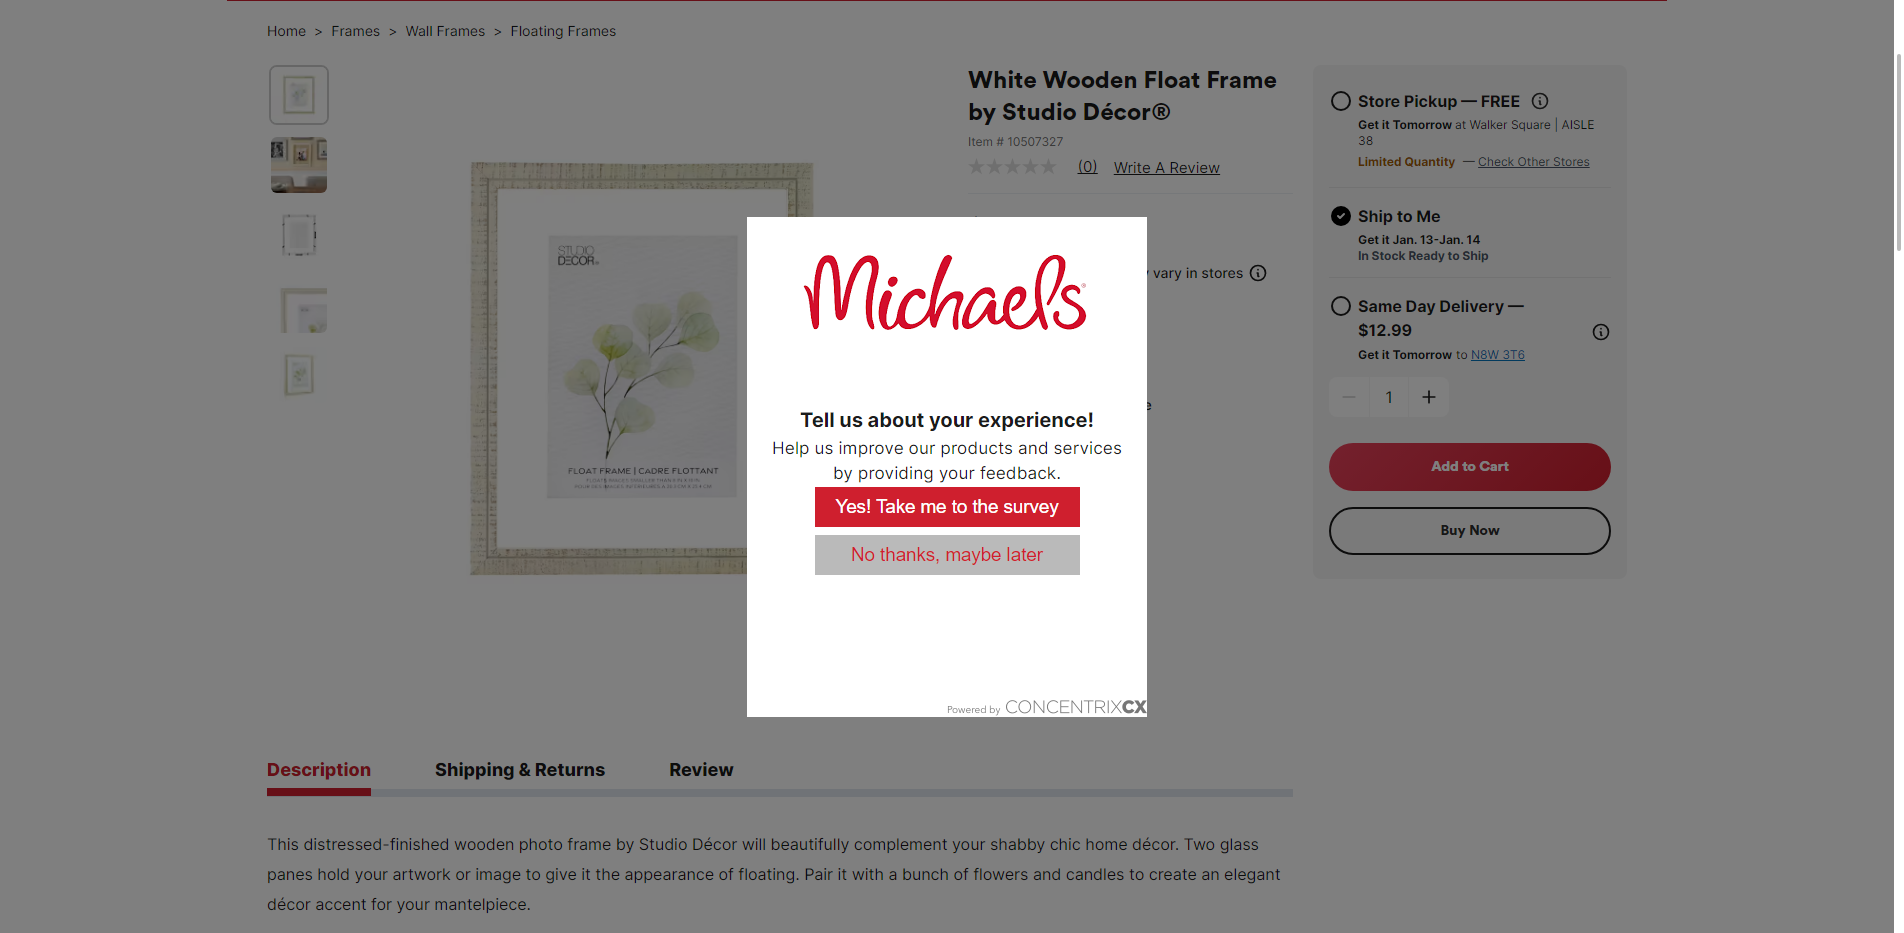 Home > Frames > Wall Frames > Floating Frames
White Wooden Float Frame
by Studio Décor®
Item # 10507327
(0) Write A Review
vary in stores
STUDIO
DECOR
FLOAT FRAME | CADRE FLOTTANT
Michaels
Tell us about your experience!
Help us improve our products and services
by providing your feedback.
Yes! Take me to the survey
No thanks, maybe later
Powered by CONCENTRIXCX
Store Pickup — FREE
Get it Tomorrow at Walker Square | AISLE
38
Limited Quantity — Check Other Stores
Ship to Me
Get it Jan. 13-Jan. 14
In Stock Ready to Ship
Same Day Delivery —
$12.99
Get it Tomorrow to N8W 3T6
— 1 +
Add to Cart
Buy Now
Description Shipping & Returns Review
This distressed-finished wooden photo frame by Studio Décor will beautifully complement your shabby chic home décor. Two glass
panes hold your artwork or image to give it the appearance of floating. Pair it with a bunch of flowers and candles to create an elegant
décor accent for your mantelpiece.